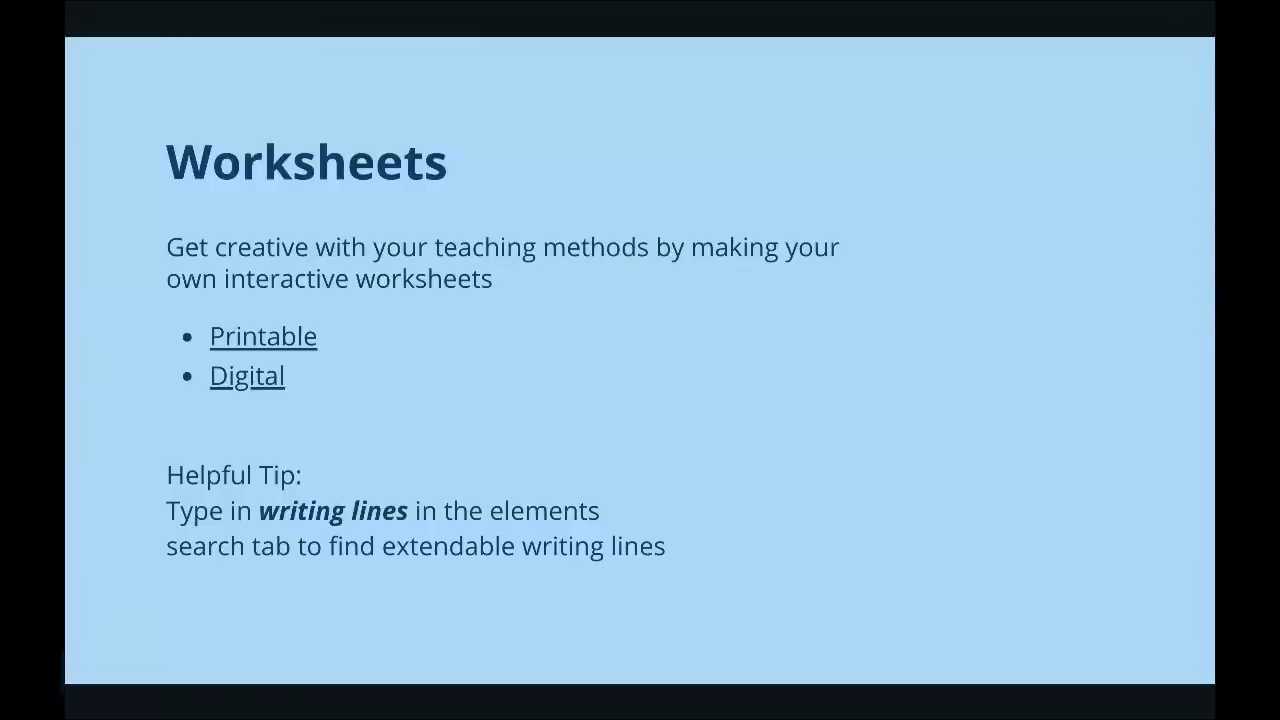 Worksheets
Get creative with your teaching methods by making your
own interactive worksheets
• Printable
• Digital
Helpful Tip:
Type in writing lines in the elements
search tab to find extendable writing lines